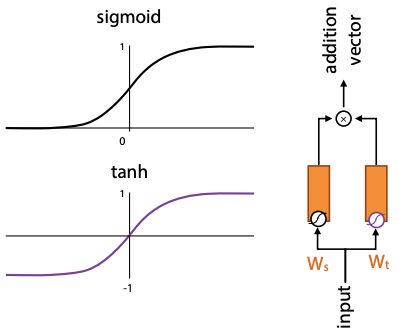 sigmoid
1
0
tanh
1
-1
addition
vector
×
Ws
Wt
input